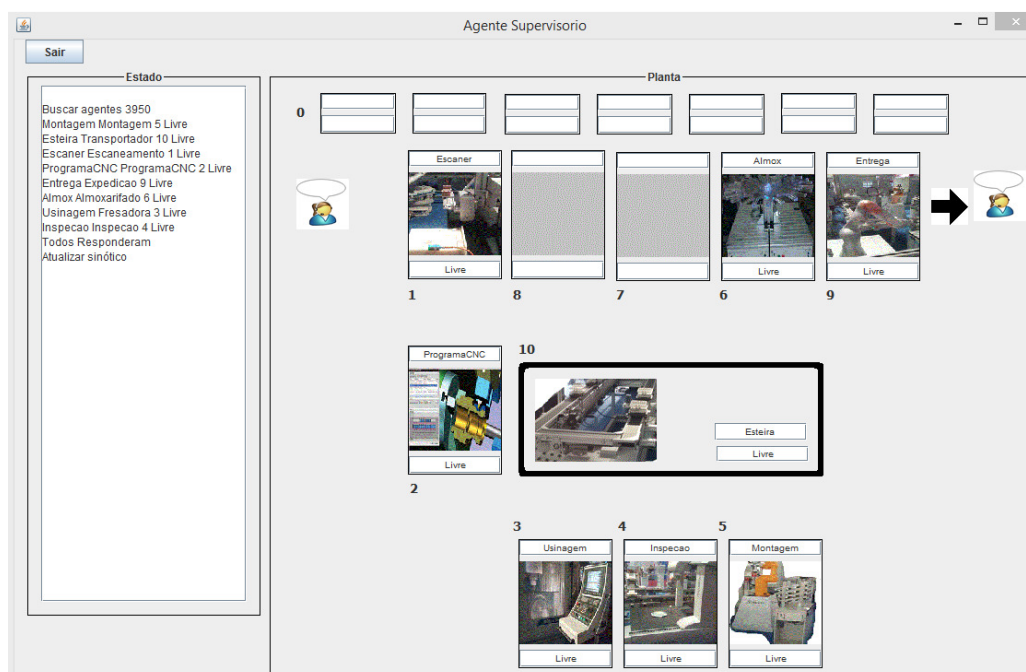 Agente Supervisorio
Sair
Estado
Buscar agentes 3950
Montagem Montagem 5 Livre
Esteira Transportador 10 Livre
Escaner Escaneamento 1 Livre
ProgramaCNC ProgramaCNC 2 Livre
Entrega Expedicao 9 Livre
Almox Almoxarifado 6 Livre
Usinagem Fresadora 3 Livre
Inspecao Inspecao 4 Livre
Todos Responderam
Atualizar sinótico
Planta
0
Escaner Almox Entrega
Livre Livre Livre
1 8 7 6 9
ProgramaCNC
Livre
2
10
Esteira
Livre
3 4 5
Usinagem Inspecao Montagem
Livre Livre Livre